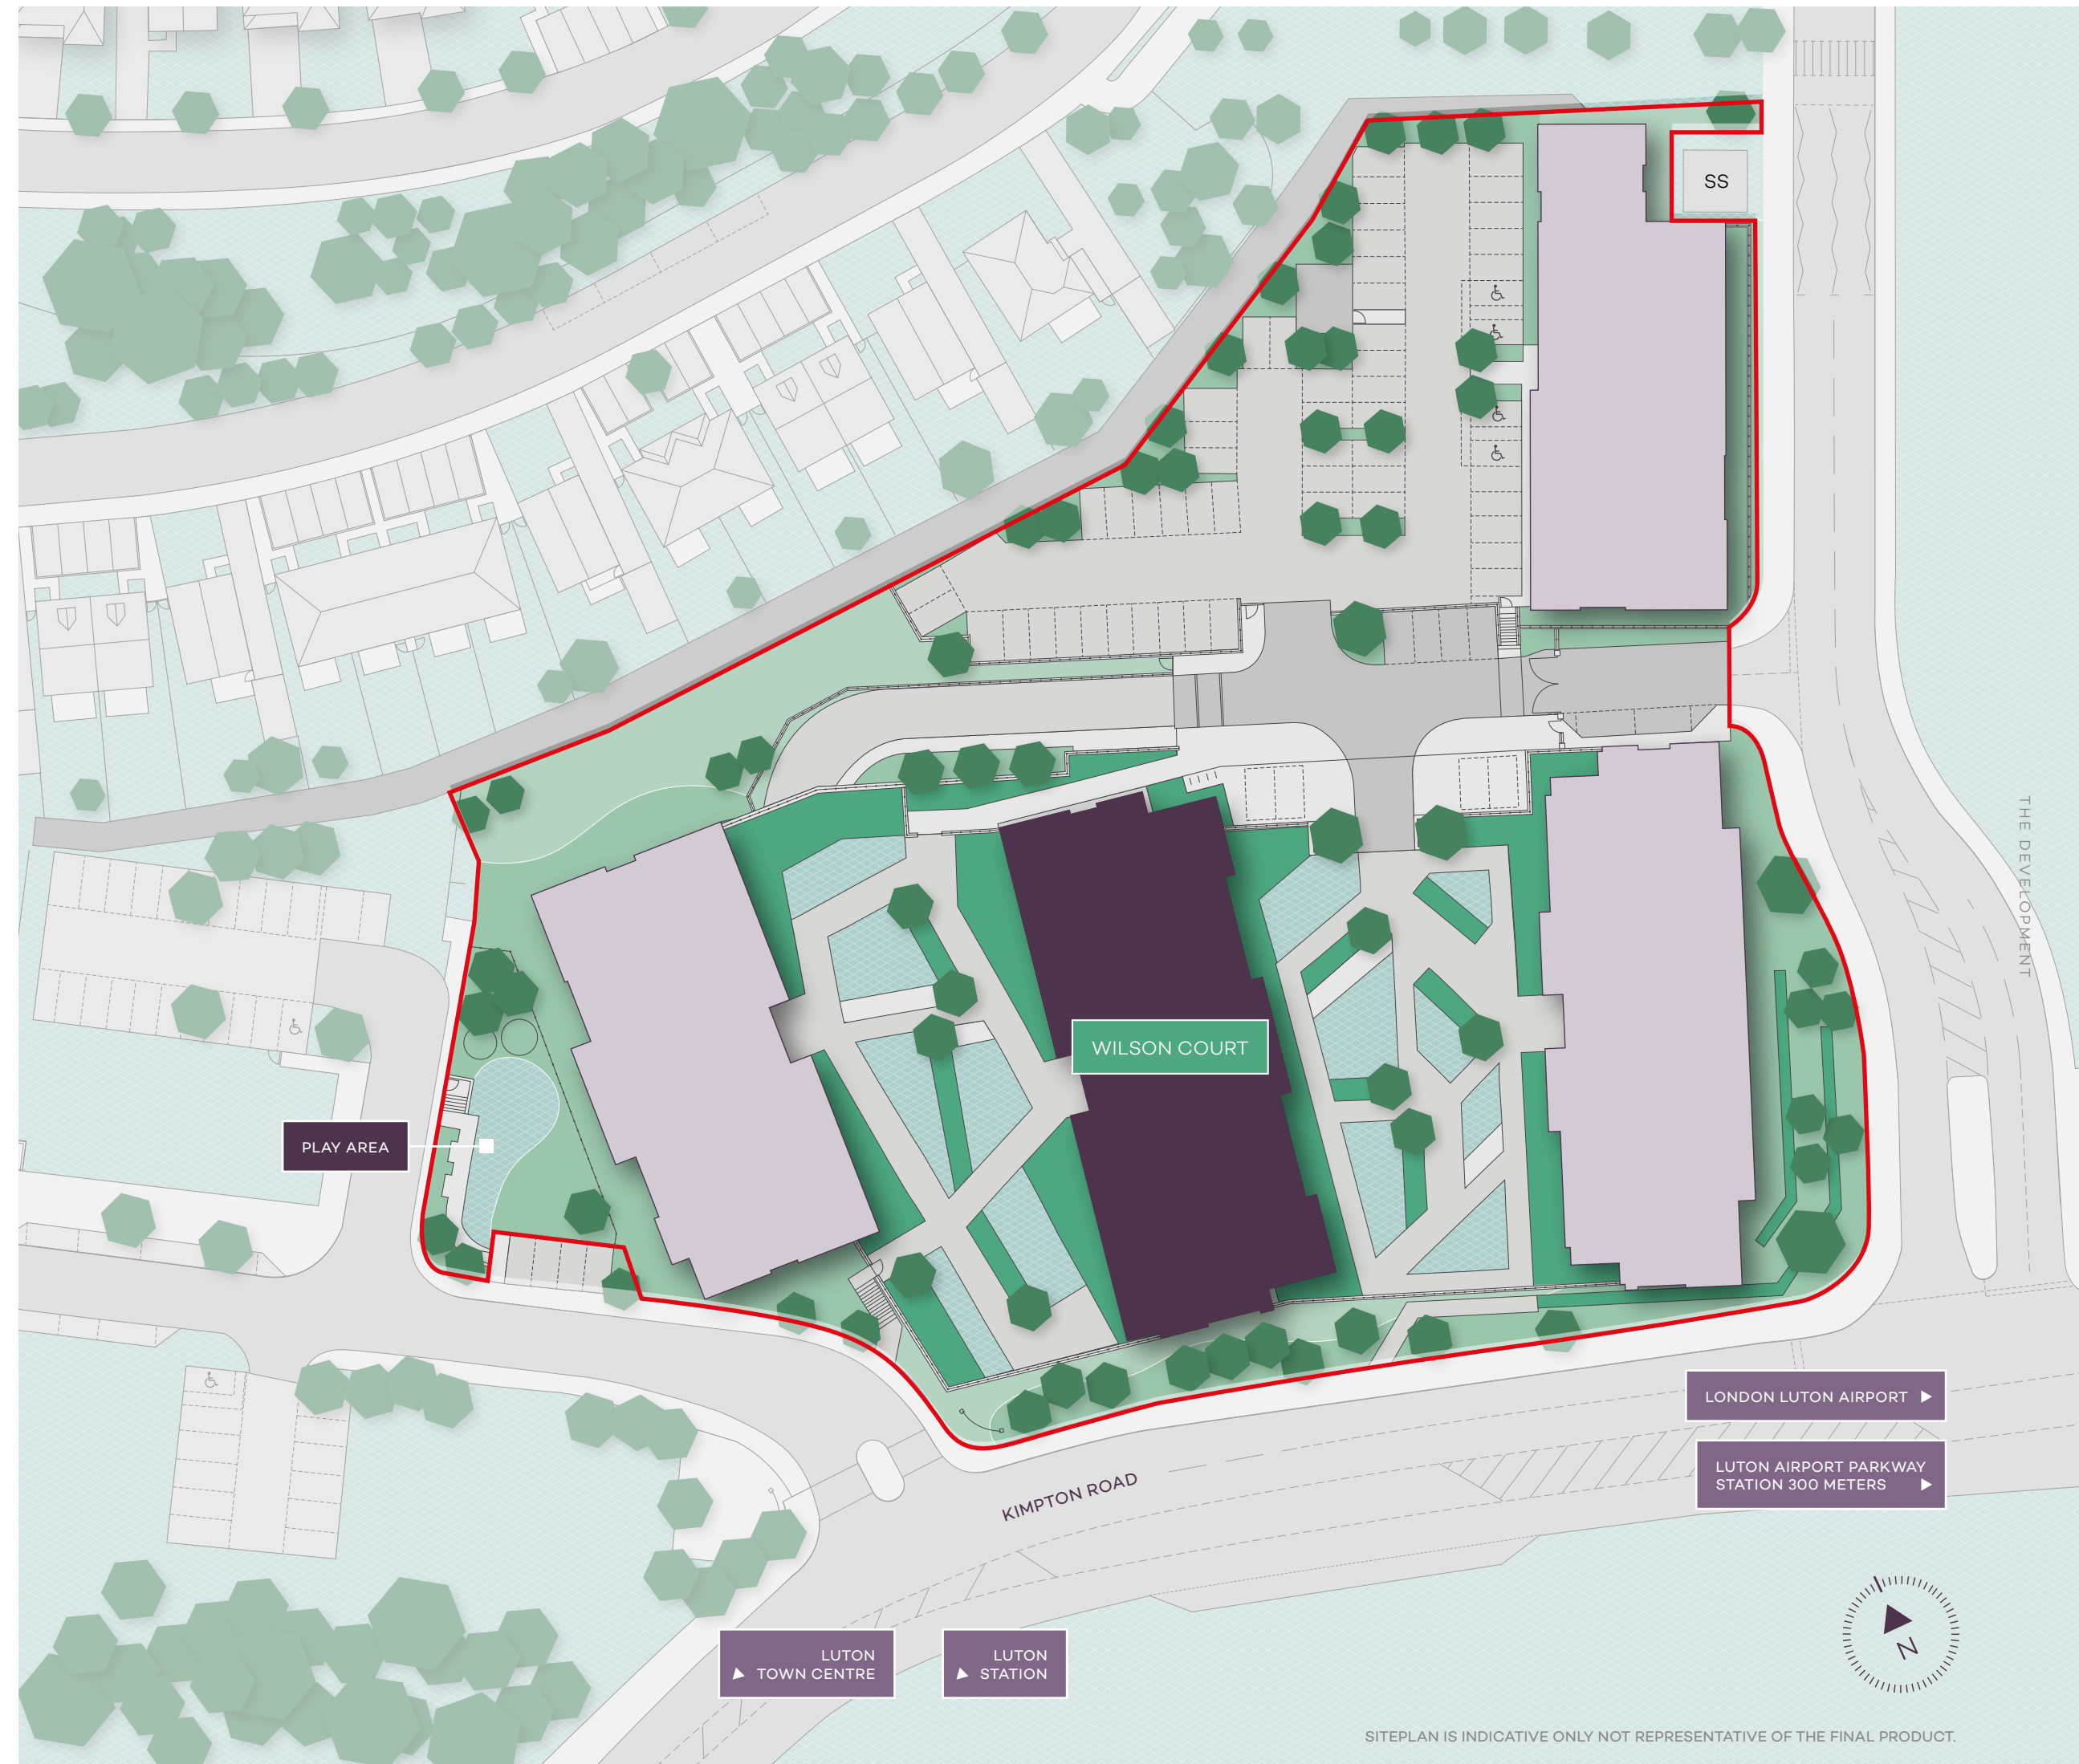 SS
THE DEVELOPMENT
WILSON COURT
PLAY AREA
LONDON LUTON AIRPORT
LUTON AIRPORT PARKWAY
STATION 300 METERS
KIMPTON ROAD
LUTON
TOWN CENTRE
LUTON
STATION
N
SITEPLAN IS INDICATIVE ONLY NOT REPRESENTATIVE OF THE FINAL PRODUCT.